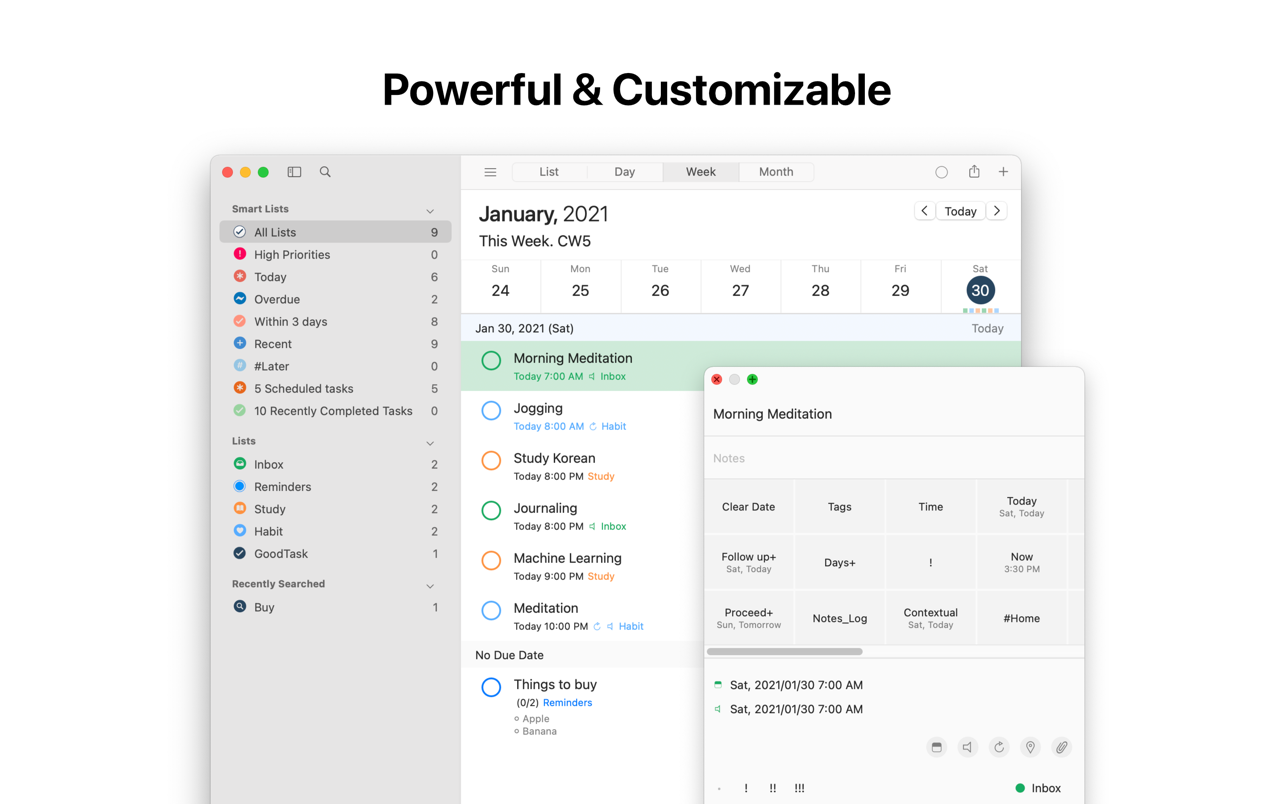 Powerful & Customizable
List Day Week Month
Smart Lists
All Lists 9
High Priorities 0
Today 6
Overdue 2
Within 3 days 8
Recent 9
#Later 0
5 Scheduled tasks 5
10 Recently Completed Tasks 0
Lists
Inbox 2
Reminders 2
Study 2
Habit 2
GoodTask 1
Recently Searched
Buy 1
January, 2021
Today
This Week. CW5
Sun Mon Tue Wed Thu Fri Sat
24 25 26 27 28 29 30
Jan 30, 2021 (Sat) Today
Morning Meditation
Today 7:00 AM Inbox
Jogging
Today 8:00 AM Habit
Study Korean
Today 8:00 PM Study
Journaling
Today 8:00 PM Inbox
Machine Learning
Today 9:00 PM Study
Meditation
Today 10:00 PM Habit
No Due Date
Things to buy
(0/2) Reminders
Apple
Banana
Morning Meditation
Notes
Clear Date Tags Time Today
Sat, Today
Follow up+ Days+ ! Now
Sat, Today 3:30 PM
Proceed+ Notes_Log Contextual #Home
Sun, Tomorrow Sat, Today
Sat, 2021/01/30 7:00 AM
Sat, 2021/01/30 7:00 AM
! !! !!! Inbox